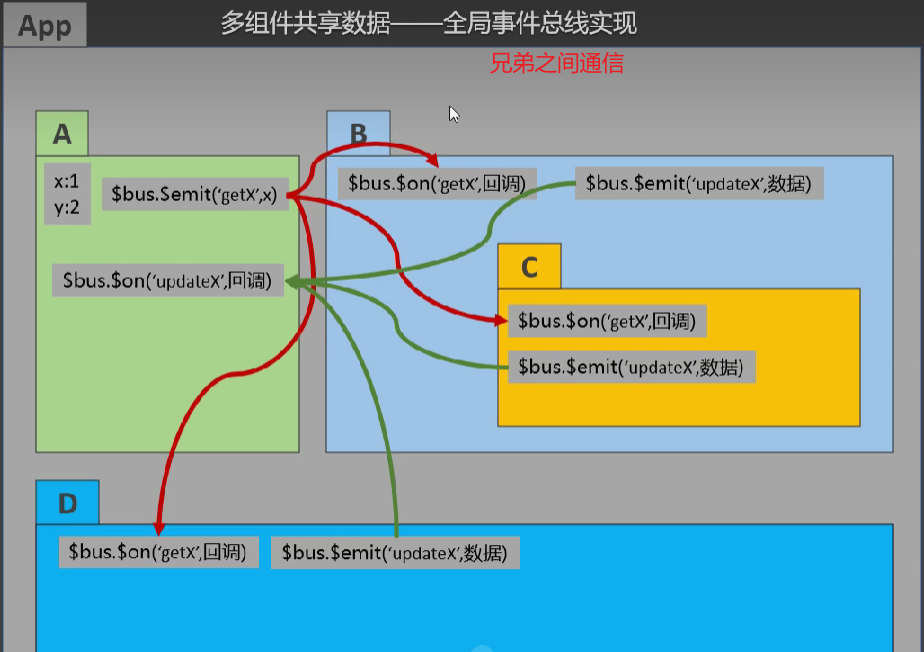 App
多组件共享数据——全局事件总线实现
兄弟之间通信
A
x:1
y:2
$bus.$emit(‘getX’,x)
$bus.$on(‘updateX’,回调)
B
$bus.$on(‘getX’,回调)
$bus.$emit(‘updateX’,数据)
C
$bus.$on(‘getX’,回调)
$bus.$emit(‘updateX’,数据)
D
$bus.$on(‘getX’,回调)
$bus.$emit(‘updateX’,数据)